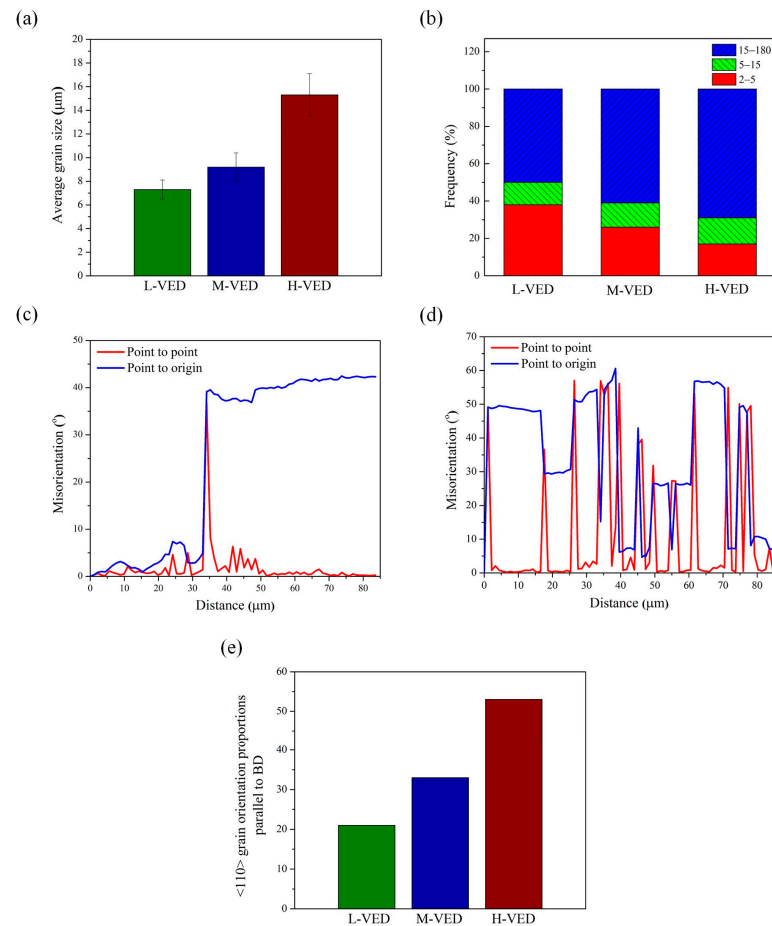 (a)
20
18
16
14
12
10
8
6
4
2
0
Average grain size (μm)
L-VED M-VED H-VED
(b)
120
100
80
60
40
20
0
Frequency (%)
15–180
5–15
2–5
L-VED M-VED H-VED
(c)
50
40
30
20
10
0
Misorientation (°)
Point to point
Point to origin
0 10 20 30 40 50 60 70 80
Distance (μm)
(d)
70
60
50
40
30
20
10
0
Misorientation (°)
Point to point
Point to origin
0 10 20 30 40 50 60 70 80
Distance (μm)
(e)
60
50
40
30
20
10
0
<110> grain orientation proportions
parallel to BD
L-VED M-VED H-VED